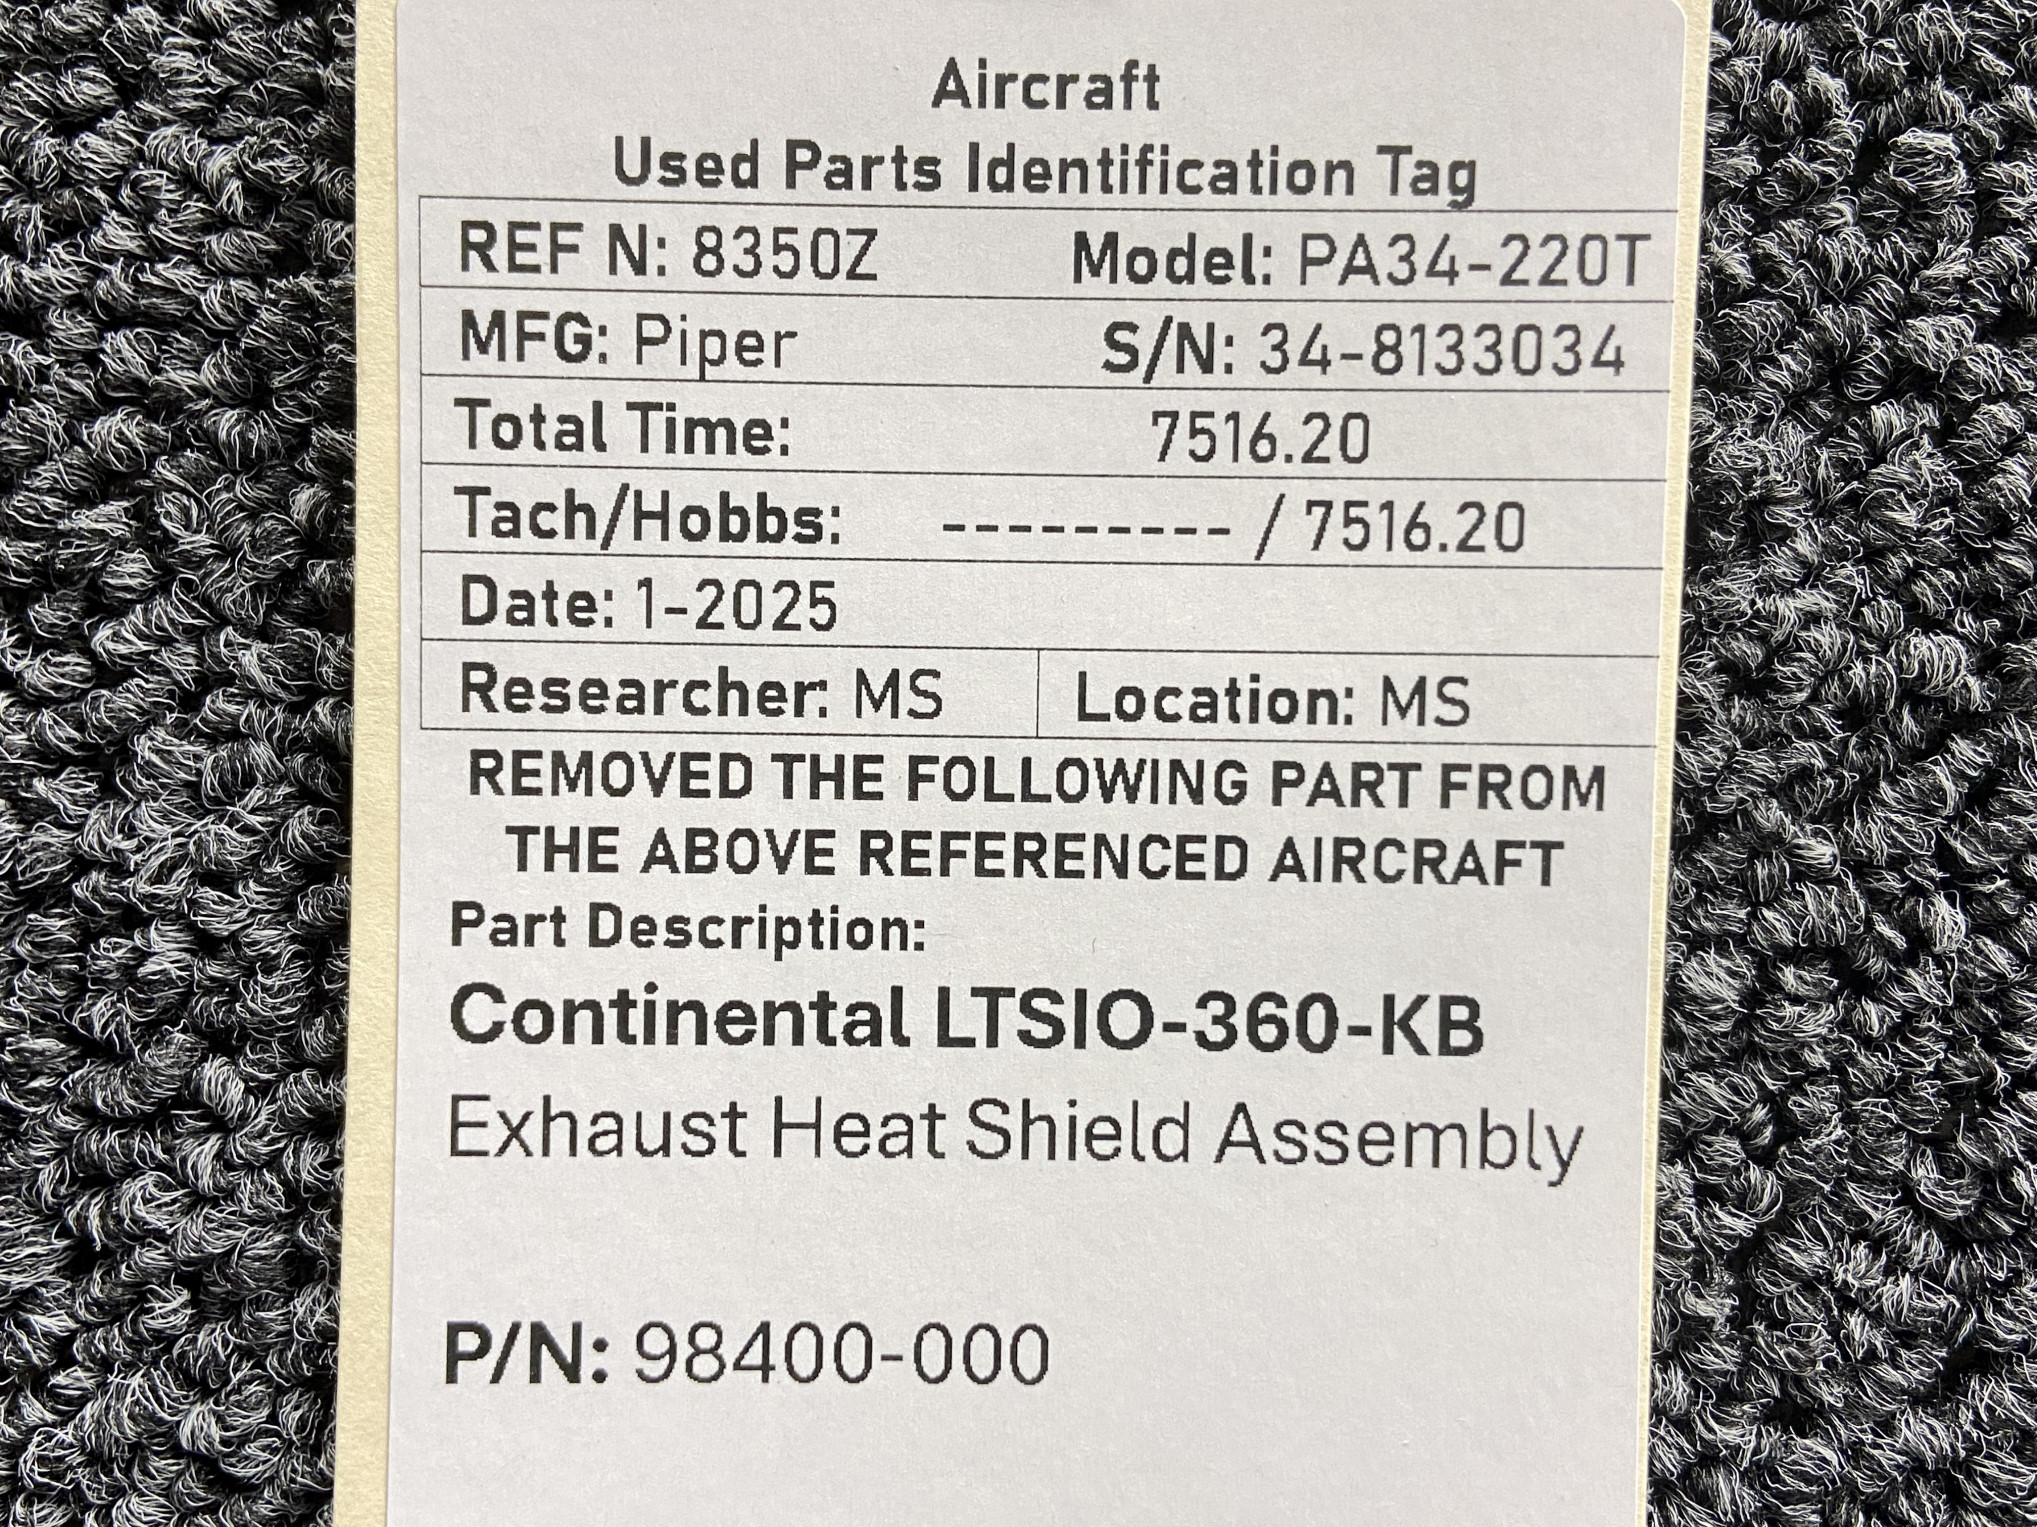 Aircraft
Used Parts Identification Tag
REF N: 8350Z Model: PA34-220T
MFG: Piper S/N: 34-8133034
Total Time: 7516.20
Tach/Hobbs: --------- / 7516.20
Date: 1-2025
Researcher: MS Location: MS
REMOVED THE FOLLOWING PART FROM
THE ABOVE REFERENCED AIRCRAFT
Part Description:
Continental LTSIO-360-KB
Exhaust Heat Shield Assembly
P/N: 98400-000